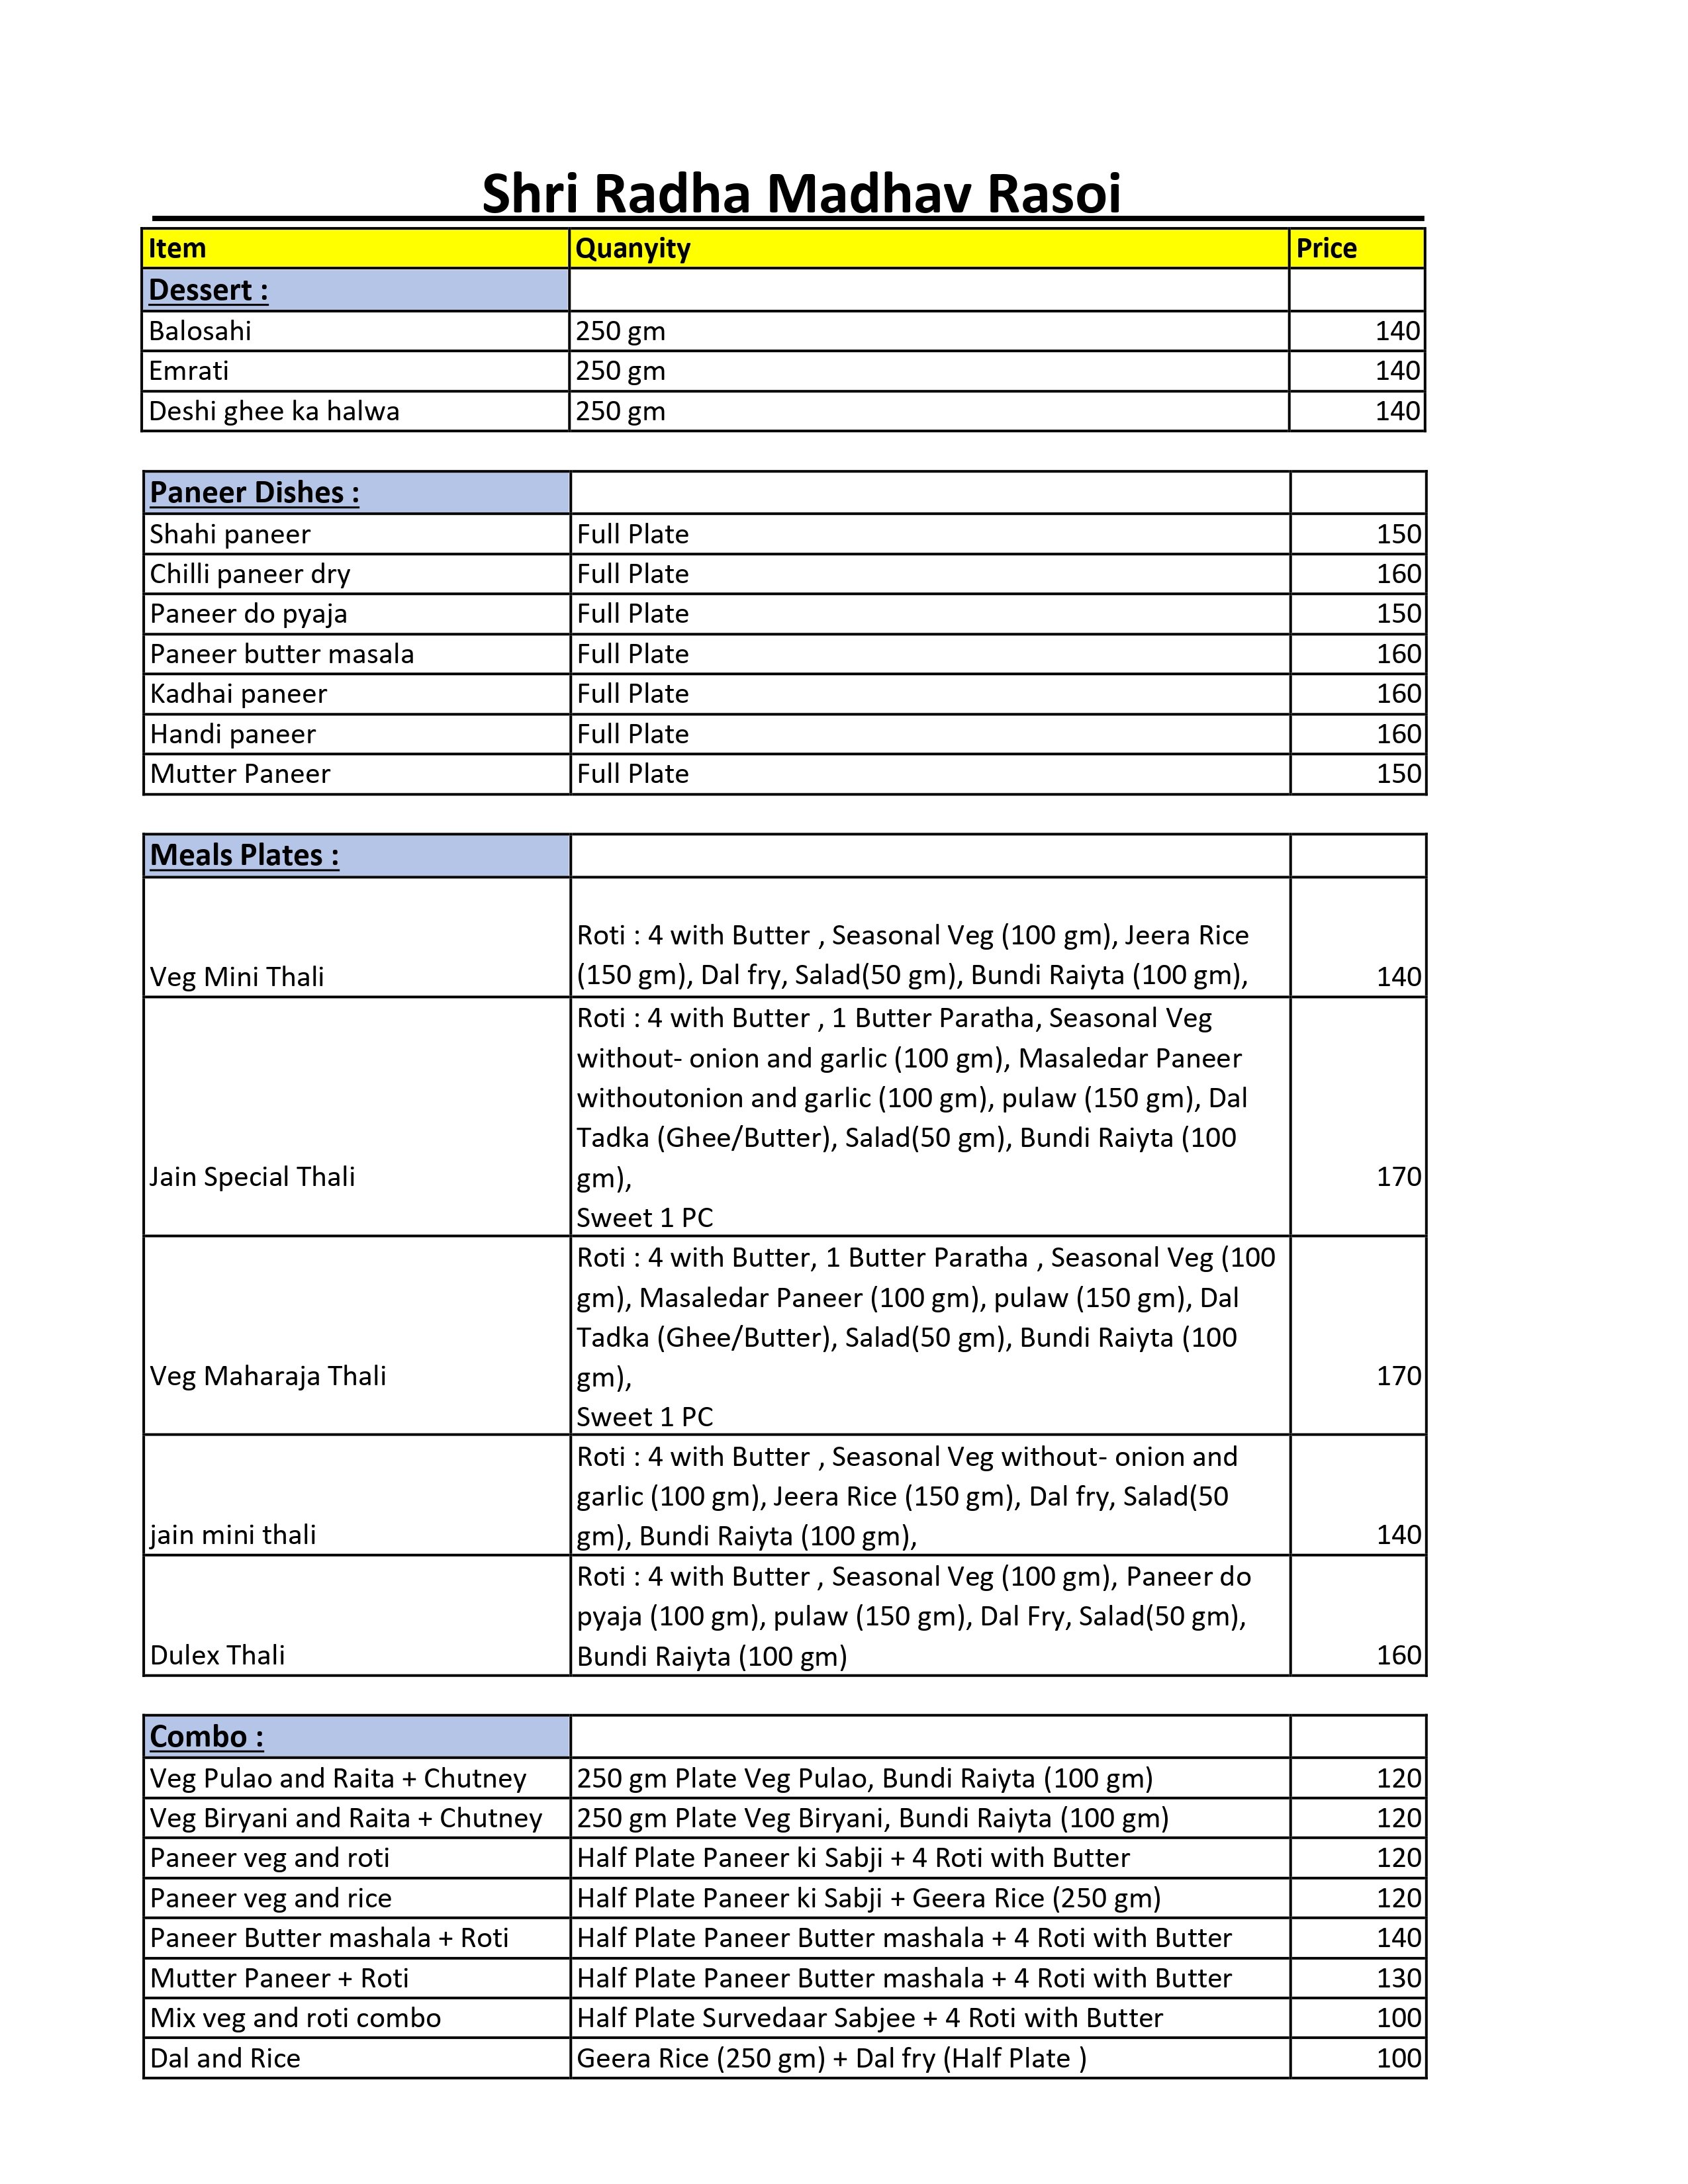 Shri Radha Madhav Rasoi
Item Quanyity Price
Dessert :
Balosahi 250 gm 140
Emrati 250 gm 140
Deshi ghee ka halwa 250 gm 140
Paneer Dishes :
Shahi paneer Full Plate 150
Chilli paneer dry Full Plate 160
Paneer do pyaja Full Plate 150
Paneer butter masala Full Plate 160
Kadhai paneer Full Plate 160
Handi paneer Full Plate 160
Mutter Paneer Full Plate 150
Meals Plates :
Roti : 4 with Butter , Seasonal Veg (100 gm), Jeera Rice
Veg Mini Thali (150 gm), Dal fry, Salad(50 gm), Bundi Raiyta (100 gm), 140
Roti : 4 with Butter , 1 Butter Paratha, Seasonal Veg
without- onion and garlic (100 gm), Masaledar Paneer
withoutonion and garlic (100 gm), pulaw (150 gm), Dal
Tadka (Ghee/Butter), Salad(50 gm), Bundi Raiyta (100
Jain Special Thali gm), 170
Sweet 1 PC
Roti : 4 with Butter, 1 Butter Paratha , Seasonal Veg (100
gm), Masaledar Paneer (100 gm), pulaw (150 gm), Dal
Tadka (Ghee/Butter), Salad(50 gm), Bundi Raiyta (100
Veg Maharaja Thali gm), 170
Sweet 1 PC
Roti : 4 with Butter , Seasonal Veg without- onion and
garlic (100 gm), Jeera Rice (150 gm), Dal fry, Salad(50
jain mini thali gm), Bundi Raiyta (100 gm), 140
Roti : 4 with Butter , Seasonal Veg (100 gm), Paneer do
pyaja (100 gm), pulaw (150 gm), Dal Fry, Salad(50 gm),
Dulex Thali Bundi Raiyta (100 gm) 160
Combo :
Veg Pulao and Raita + Chutney 250 gm Plate Veg Pulao, Bundi Raiyta (100 gm) 120
Veg Biryani and Raita + Chutney 250 gm Plate Veg Biryani, Bundi Raiyta (100 gm) 120
Paneer veg and roti Half Plate Paneer ki Sabji + 4 Roti with Butter 120
Paneer veg and rice Half Plate Paneer ki Sabji + Geera Rice (250 gm) 120
Paneer Butter mashala + Roti Half Plate Paneer Butter mashala + 4 Roti with Butter 140
Mutter Paneer + Roti Half Plate Paneer Butter mashala + 4 Roti with Butter 130
Mix veg and roti combo Half Plate Survedaar Sabjee + 4 Roti with Butter 100
Dal and Rice Geera Rice (250 gm) + Dal fry (Half Plate ) 100